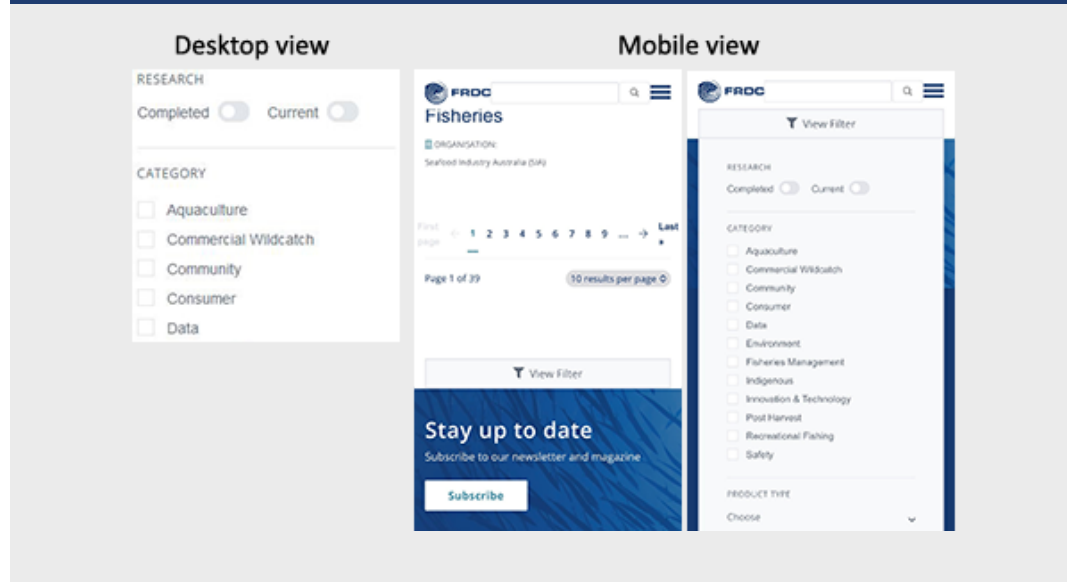 Desktop view
RESEARCH
Completed Current
CATEGORY
Aquaculture
Commercial Wildcatch
Community
Consumer
Data
Mobile view
FRDC
Fisheries
ORGANISATION:
Seafood Industry Australia (SIA)
First page ← 1 2 3 4 5 6 7 8 9 ... → Last »
Page 1 of 39 10 results per page
View Filter
Stay up to date
Subscribe to our newsletter and magazine
Subscribe
FRDC
View Filter
RESEARCH
Completed Current
CATEGORY
Aquaculture
Commercial Wildcatch
Community
Consumer
Data
Environment
Fisheries Management
Indigenous
Innovation & Technology
Post Harvest
Recreational Fishing
Safety
PRODUCT TYPE
Choose